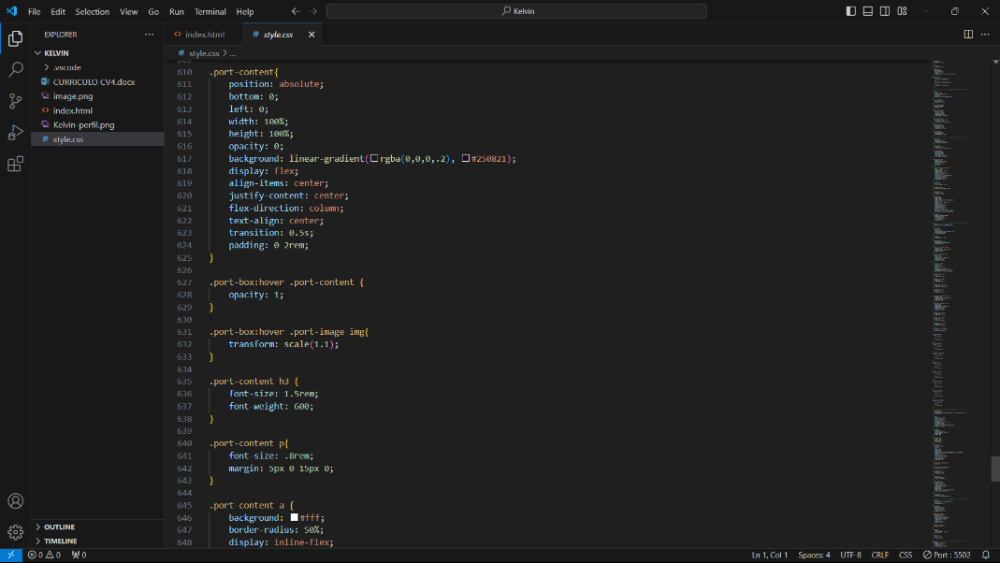 File Edit Selection View Go Run Terminal Help
Kelvin
EXPLORER
index.html
style.css
KELVIN
style.css > ...
.vscode
CURRICULO CV4.docx
image.png
index.html
Kelvin-perfil.png
style.css
610 .port-content{
611 position: absolute;
612 bottom: 0;
613 left: 0;
614 width: 100%;
615 height: 100%;
616 opacity: 0;
617 background: linear-gradient(rgba(0,0,0,.2), #250821);
618 display: flex;
619 align-items: center;
620 justify-content: center;
621 flex-direction: column;
622 text-align: center;
623 transition: 0.5s;
624 padding: 0 2rem;
625 }
626
627 .port-box:hover .port-content {
628 opacity: 1;
629 }
630
631 .port-box:hover .port-image img{
632 transform: scale(1.1);
633 }
634
635 .port-content h3 {
636 font-size: 1.5rem;
637 font-weight: 600;
638 }
639
640 .port-content p{
641 font-size: .8rem;
642 margin: 5px 0 15px 0;
643 }
644
645 .port-content a {
646 background: #fff;
647 border-radius: 50%;
648 display: inline-flex;
OUTLINE
TIMELINE
0 0 0 Ln 1, Col 1 Spaces: 4 UTF-8 CRLF CSS Port : 5502